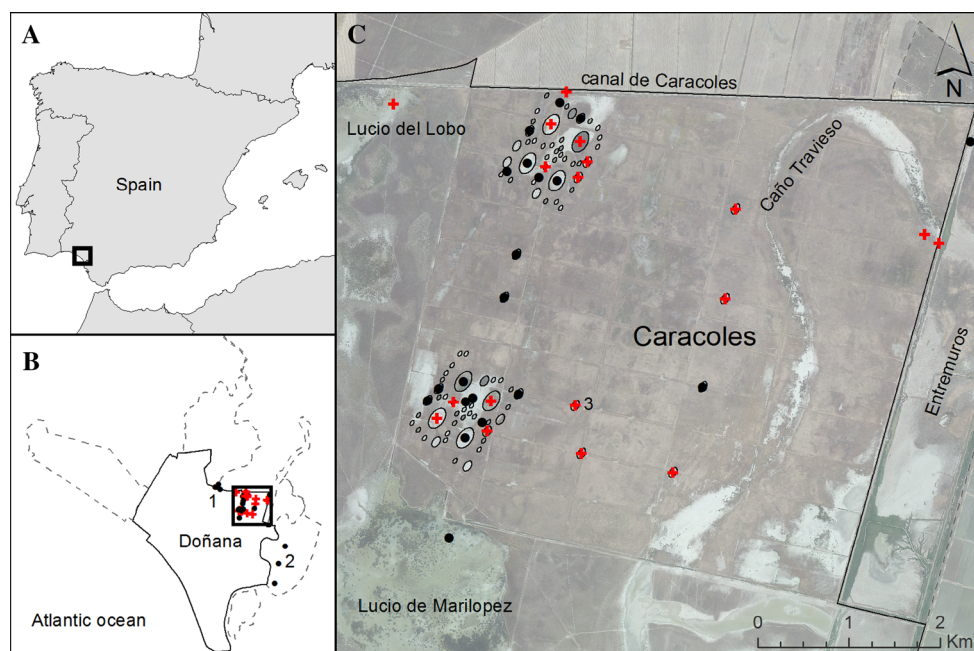 A
Spain
B
1
Doñana
2
Atlantic ocean
C
canal de Caracoles
N
Lucio del Lobo
Caño Travieso
Caracoles
Entremuros
3
Lucio de Marilopez
0 1 2
Km